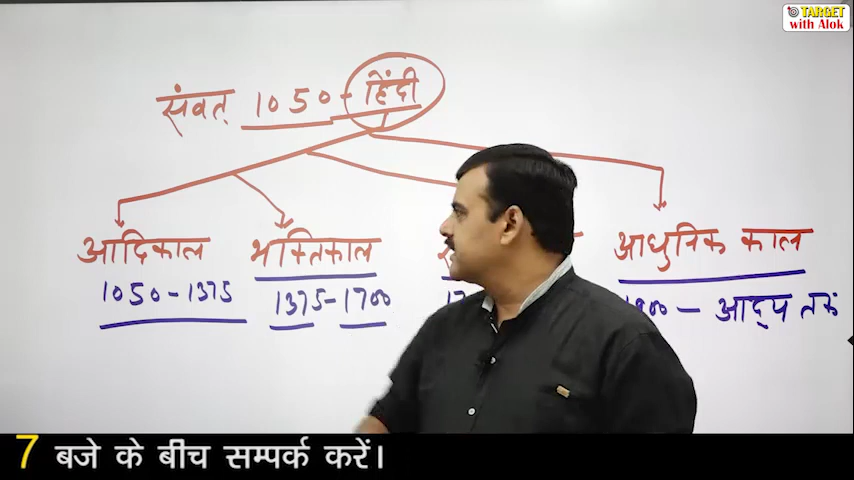 TARGET
with Alok
संवत् 1050 - हिंदी
आदिकाल भक्तिकाल आधुनिक काल
1050-1375 1375-1700 1900 - आद्य तक
7 बजे के बीच सम्पर्क करें।